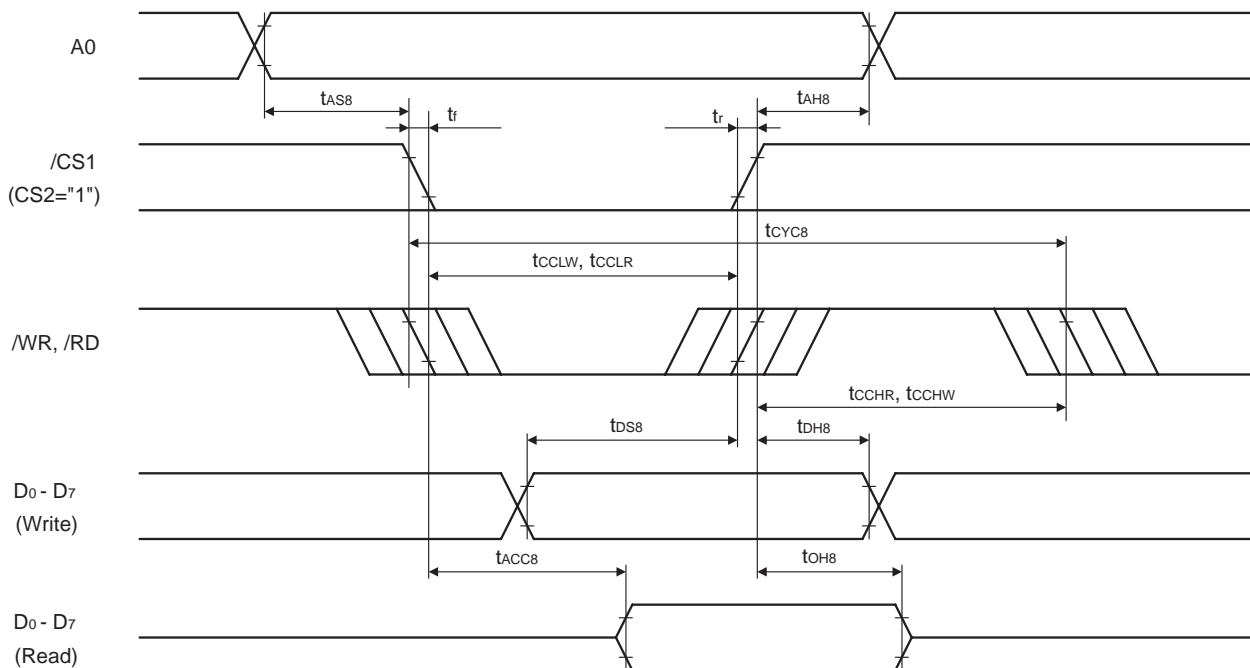 A0
tAS8
tAH8
tf
tr
/CS1
(CS2="1")
tCYC8
tCCLW, tCCLR
/WR, /RD
tCCHR, tCCHW
tDS8
tDH8
D0 - D7
(Write)
tACC8
tOH8
D0 - D7
(Read)